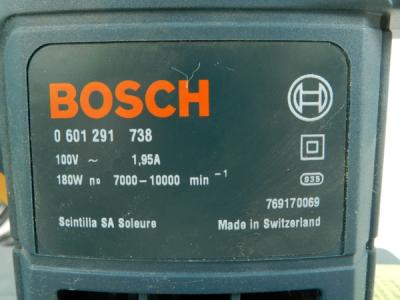 BOSCH
0 601 291 738
100V ~ 1,95A
180W no 7000-10000 min⁻¹
935
769170069
Scintilla SA Soleure
Made in Switzerland